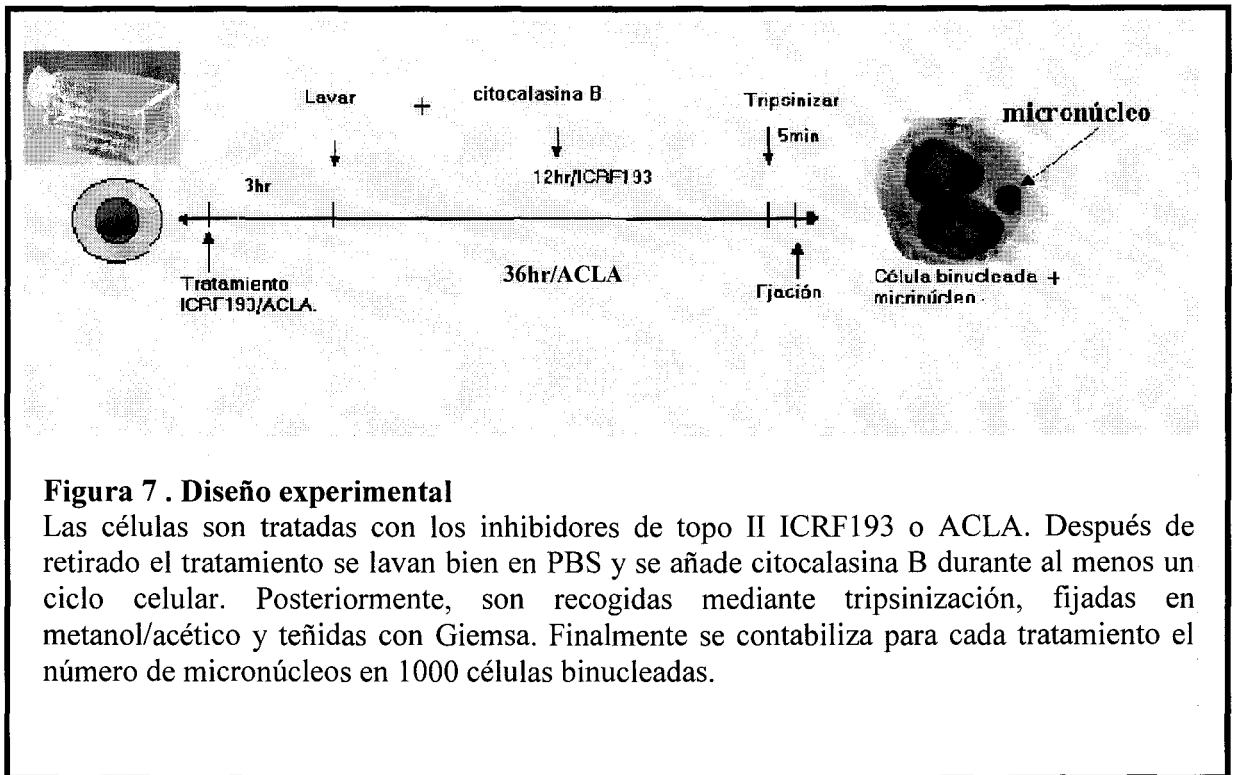 Lavar + citocalasina B Tripsinizar
micronúcleo
5min
3hr
12hr/ICRF193
36hr/ACLA
Tratamiento
ICRF193/ACLA.
Fijación
Célula binucleada +
micrinúcleo
Figura 7 . Diseño experimental
Las células son tratadas con los inhibidores de topo II ICRF193 o ACLA. Después de
retirado el tratamiento se lavan bien en PBS y se añade citocalasina B durante al menos un
ciclo celular. Posteriormente, son recogidas mediante tripsinización, fijadas en
metanol/acético y teñidas con Giemsa. Finalmente se contabiliza para cada tratamiento el
número de micronúcleos en 1000 células binucleadas.